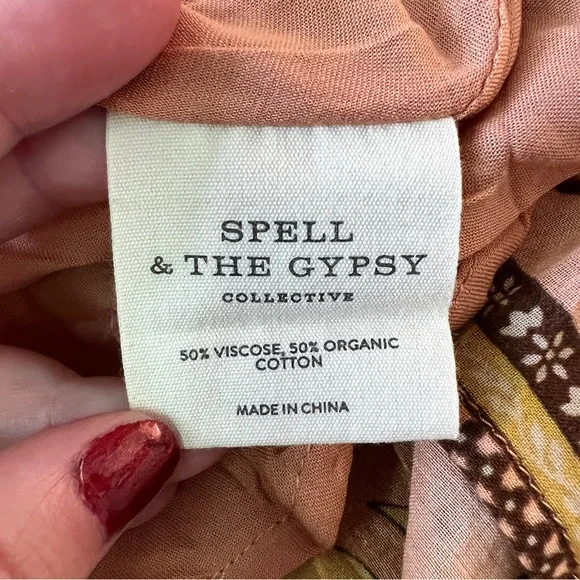 SPELL
& THE GYPSY
COLLECTIVE
50% VISCOSE, 50% ORGANIC
COTTON
MADE IN CHINA